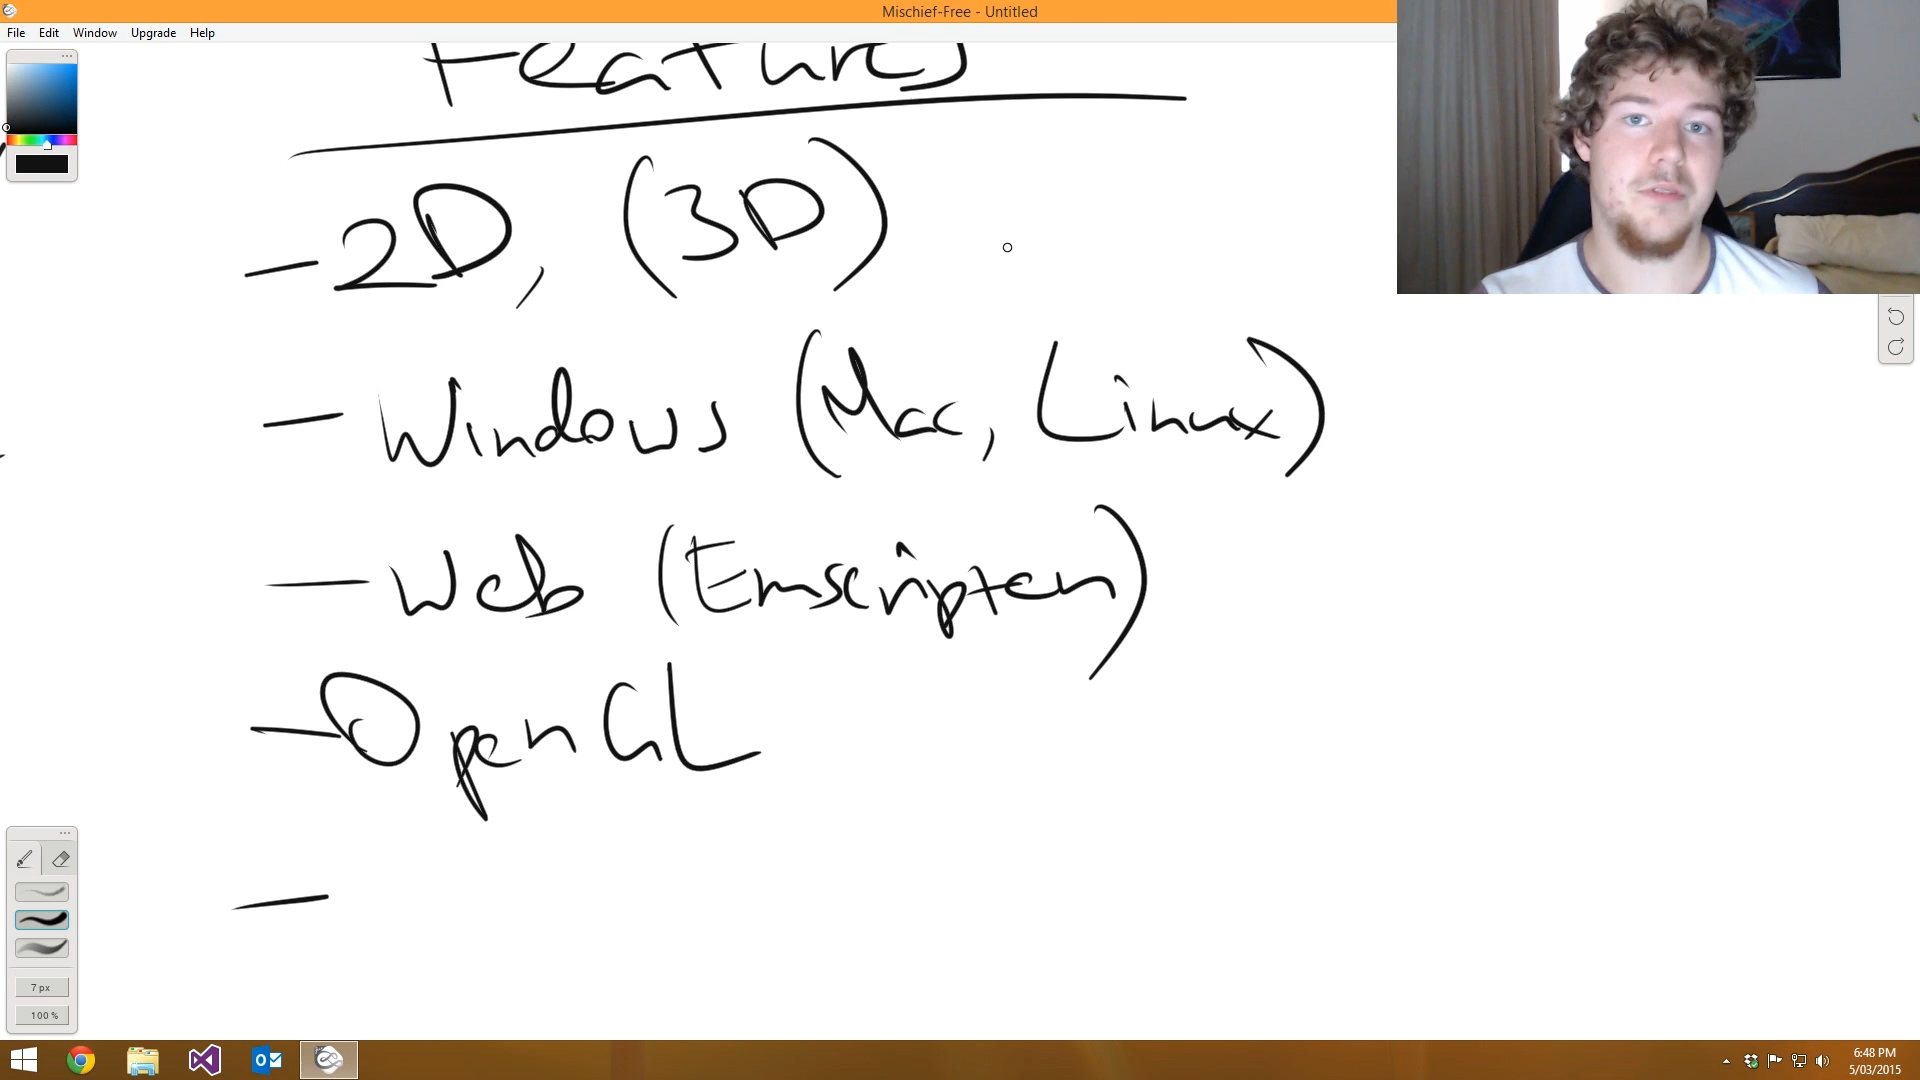 Mischief-Free - Untitled
File Edit Window Upgrade Help
Features
- 2D, (3D)
- Windows (Mac, Linux)
- Web (Emscripten)
- OpenGL
-
7 px
100 %
6:48 PM
5/03/2015